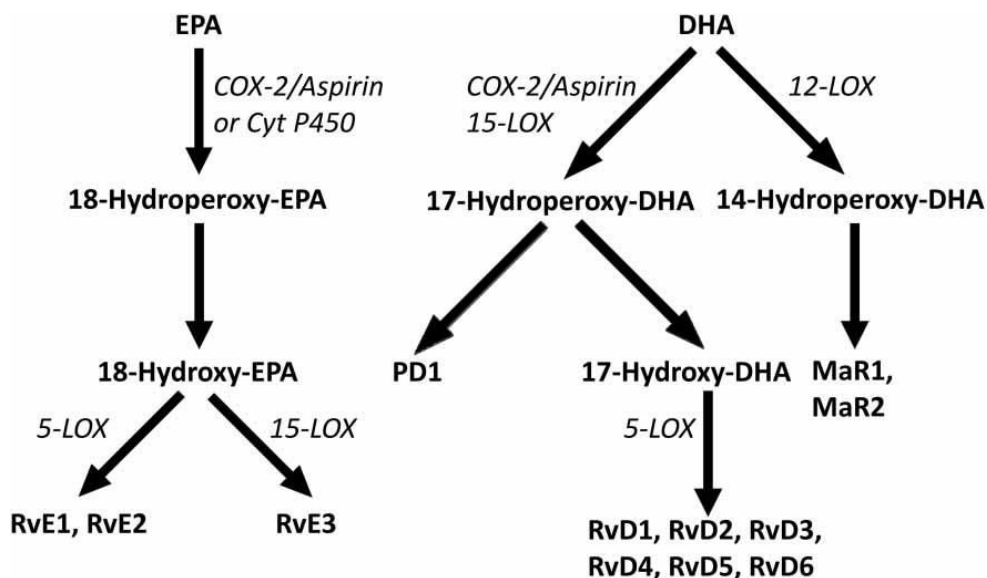 EPA
DHA
COX-2/Aspirin
or Cyt P450
COX-2/Aspirin
15-LOX
12-LOX
18-Hydroperoxy-EPA
17-Hydroperoxy-DHA
14-Hydroperoxy-DHA
18-Hydroxy-EPA
PD1
17-Hydroxy-DHA
MaR1,
MaR2
5-LOX
15-LOX
5-LOX
RvE1, RvE2
RvE3
RvD1, RvD2, RvD3,
RvD4, RvD5, RvD6